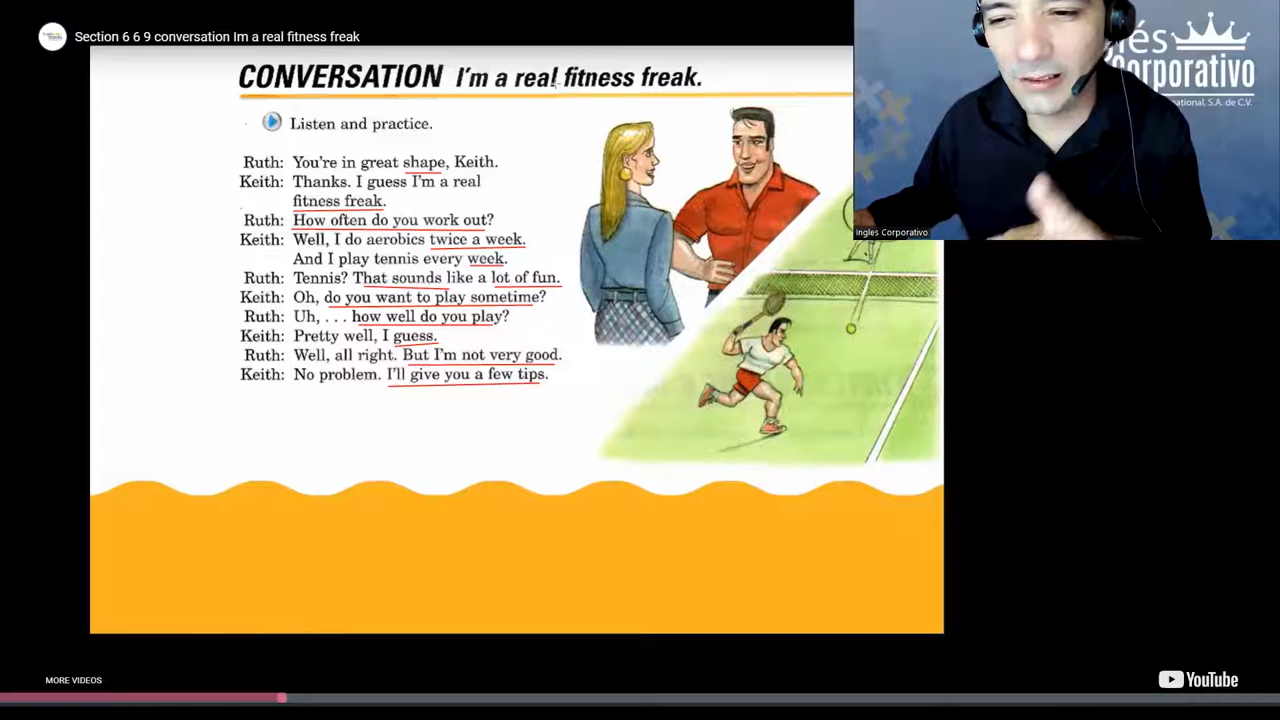 Section 6 6 9 conversation Im a real fitness freak
CONVERSATION I'm a real fitness freak.
Listen and practice.
Ruth: You're in great shape, Keith.
Keith: Thanks. I guess I'm a real
fitness freak.
Ruth: How often do you work out?
Keith: Well, I do aerobics twice a week.
And I play tennis every week.
Ruth: Tennis? That sounds like a lot of fun.
Keith: Oh, do you want to play sometime?
Ruth: Uh, . . . how well do you play?
Keith: Pretty well, I guess.
Ruth: Well, all right. But I'm not very good.
Keith: No problem. I'll give you a few tips.
Corporativo
S.A. de C.V.
Ingles Corporativo
MORE VIDEOS
YouTube